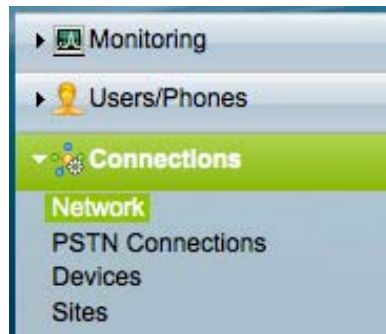 Monitoring
Users/Phones
Connections
Network
PSTN Connections
Devices
Sites